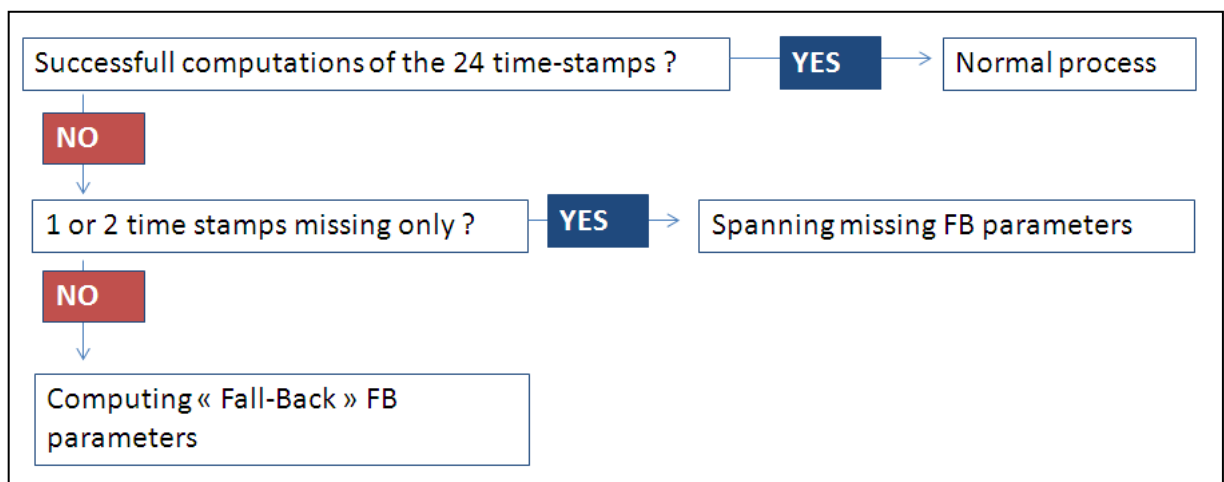 Successfull computations of the 24 time-stamps ?
YES
Normal process
NO
1 or 2 time stamps missing only ?
YES
Spanning missing FB parameters
NO
Computing « Fall-Back » FB
parameters